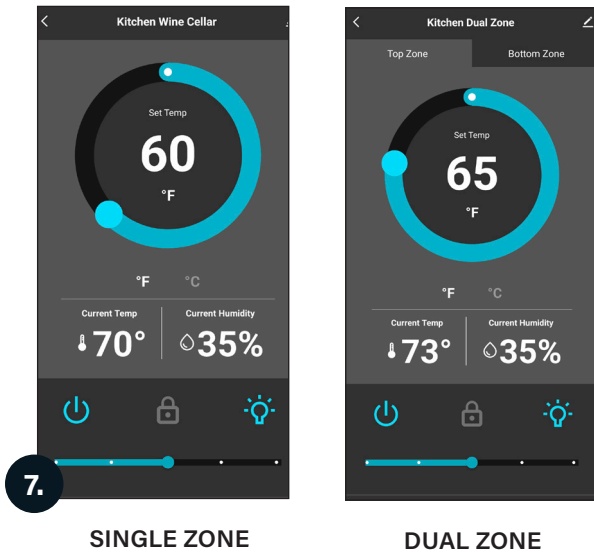 Kitchen Wine Cellar
Set Temp
60
°F
°F °C
Current Temp Current Humidity
70° 35%
7.
SINGLE ZONE
Kitchen Dual Zone
Top Zone Bottom Zone
Set Temp
65
°F
°F °C
Current Temp Current Humidity
73° 35%
DUAL ZONE